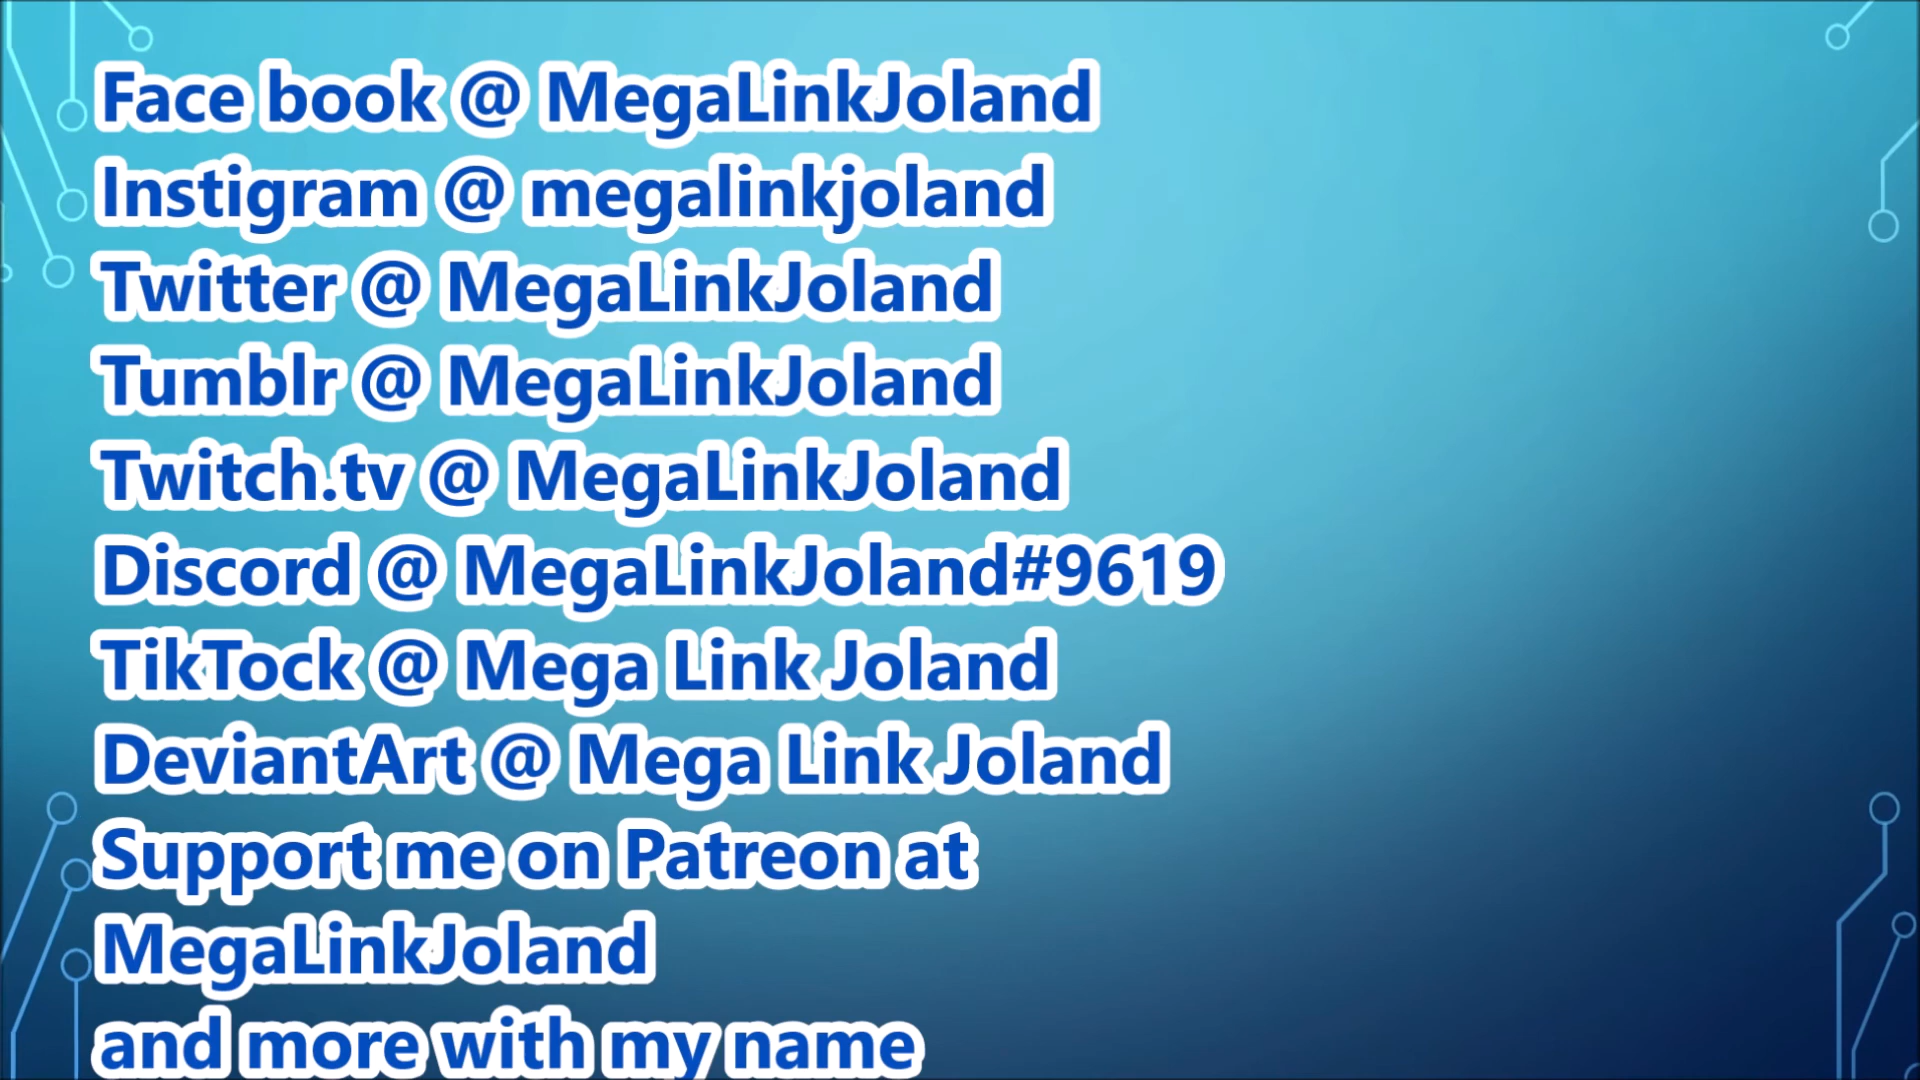 Face book @ MegaLinkJoland
Instigram @ megalinkjoland
Twitter @ MegaLinkJoland
Tumblr @ MegaLinkJoland
Twitch.tv @ MegaLinkJoland
Discord @ MegaLinkJoland#9619
TikTock @ Mega Link Joland
DeviantArt @ Mega Link Joland
Support me on Patreon at
MegaLinkJoland
and more with my name